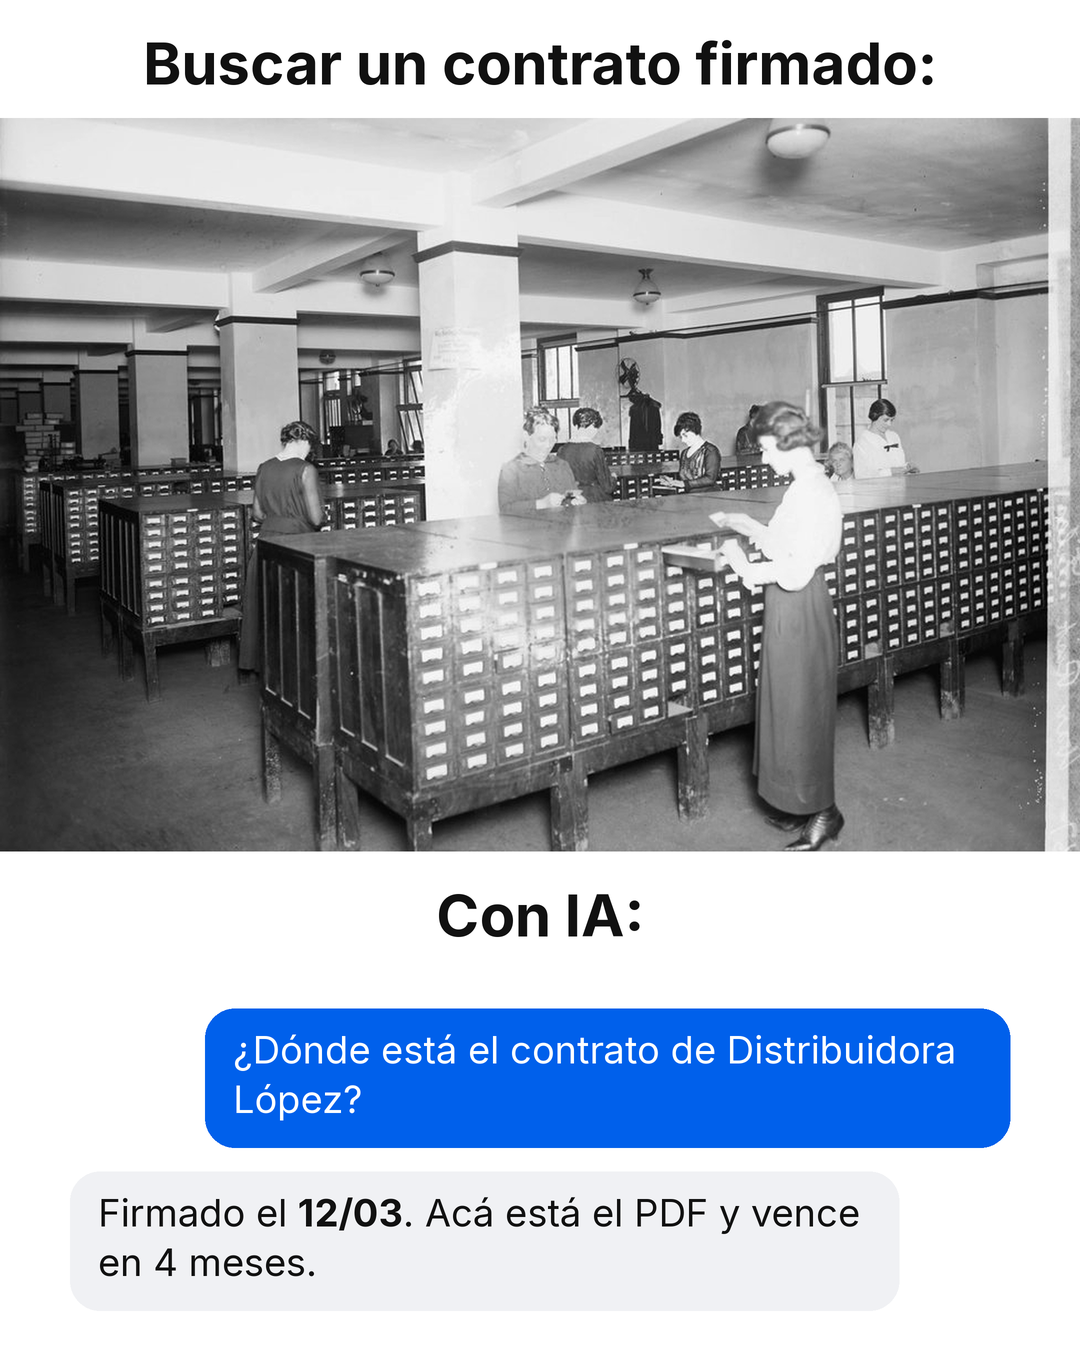 Buscar un contrato firmado:
Con IA:
¿Dónde está el contrato de Distribuidora
López?
Firmado el 12/03. Acá está el PDF y vence
en 4 meses.